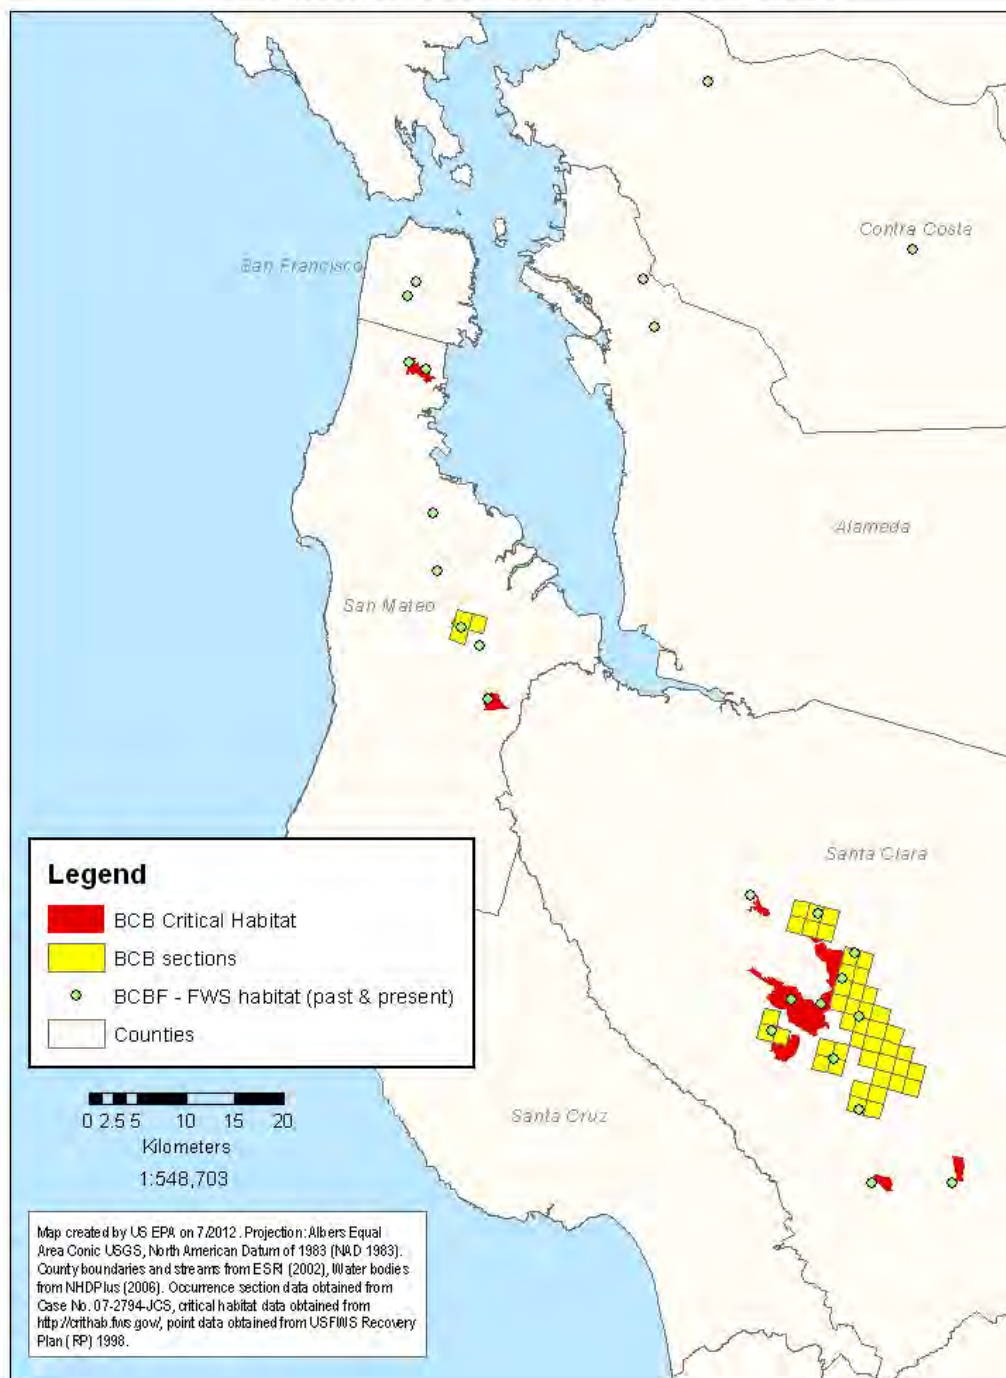 Contra Costa
San Francisco
Alameda
San Mateo
Santa Clara
Legend
BCB Critical Habitat
BCB sections
BCBF - FWS habitat (past & present)
Counties
0 2.5 5 10 15 20
Kilometers
1:548,703
Santa Cruz
Map created by US EPA on 7/2012. Projection: Albers Equal
Area Conic USGS, North American Datum of 1983 (NAD 1983).
County boundaries and streams from ESRI (2002), Water bodies
from NHDPlus (2006). Occurrence section data obtained from
Case No. 07-2794-JCS, critical habitat data obtained from
http://crithab.fws.gov/, point data obtained from USFWS Recovery
Plan (RP) 1998.